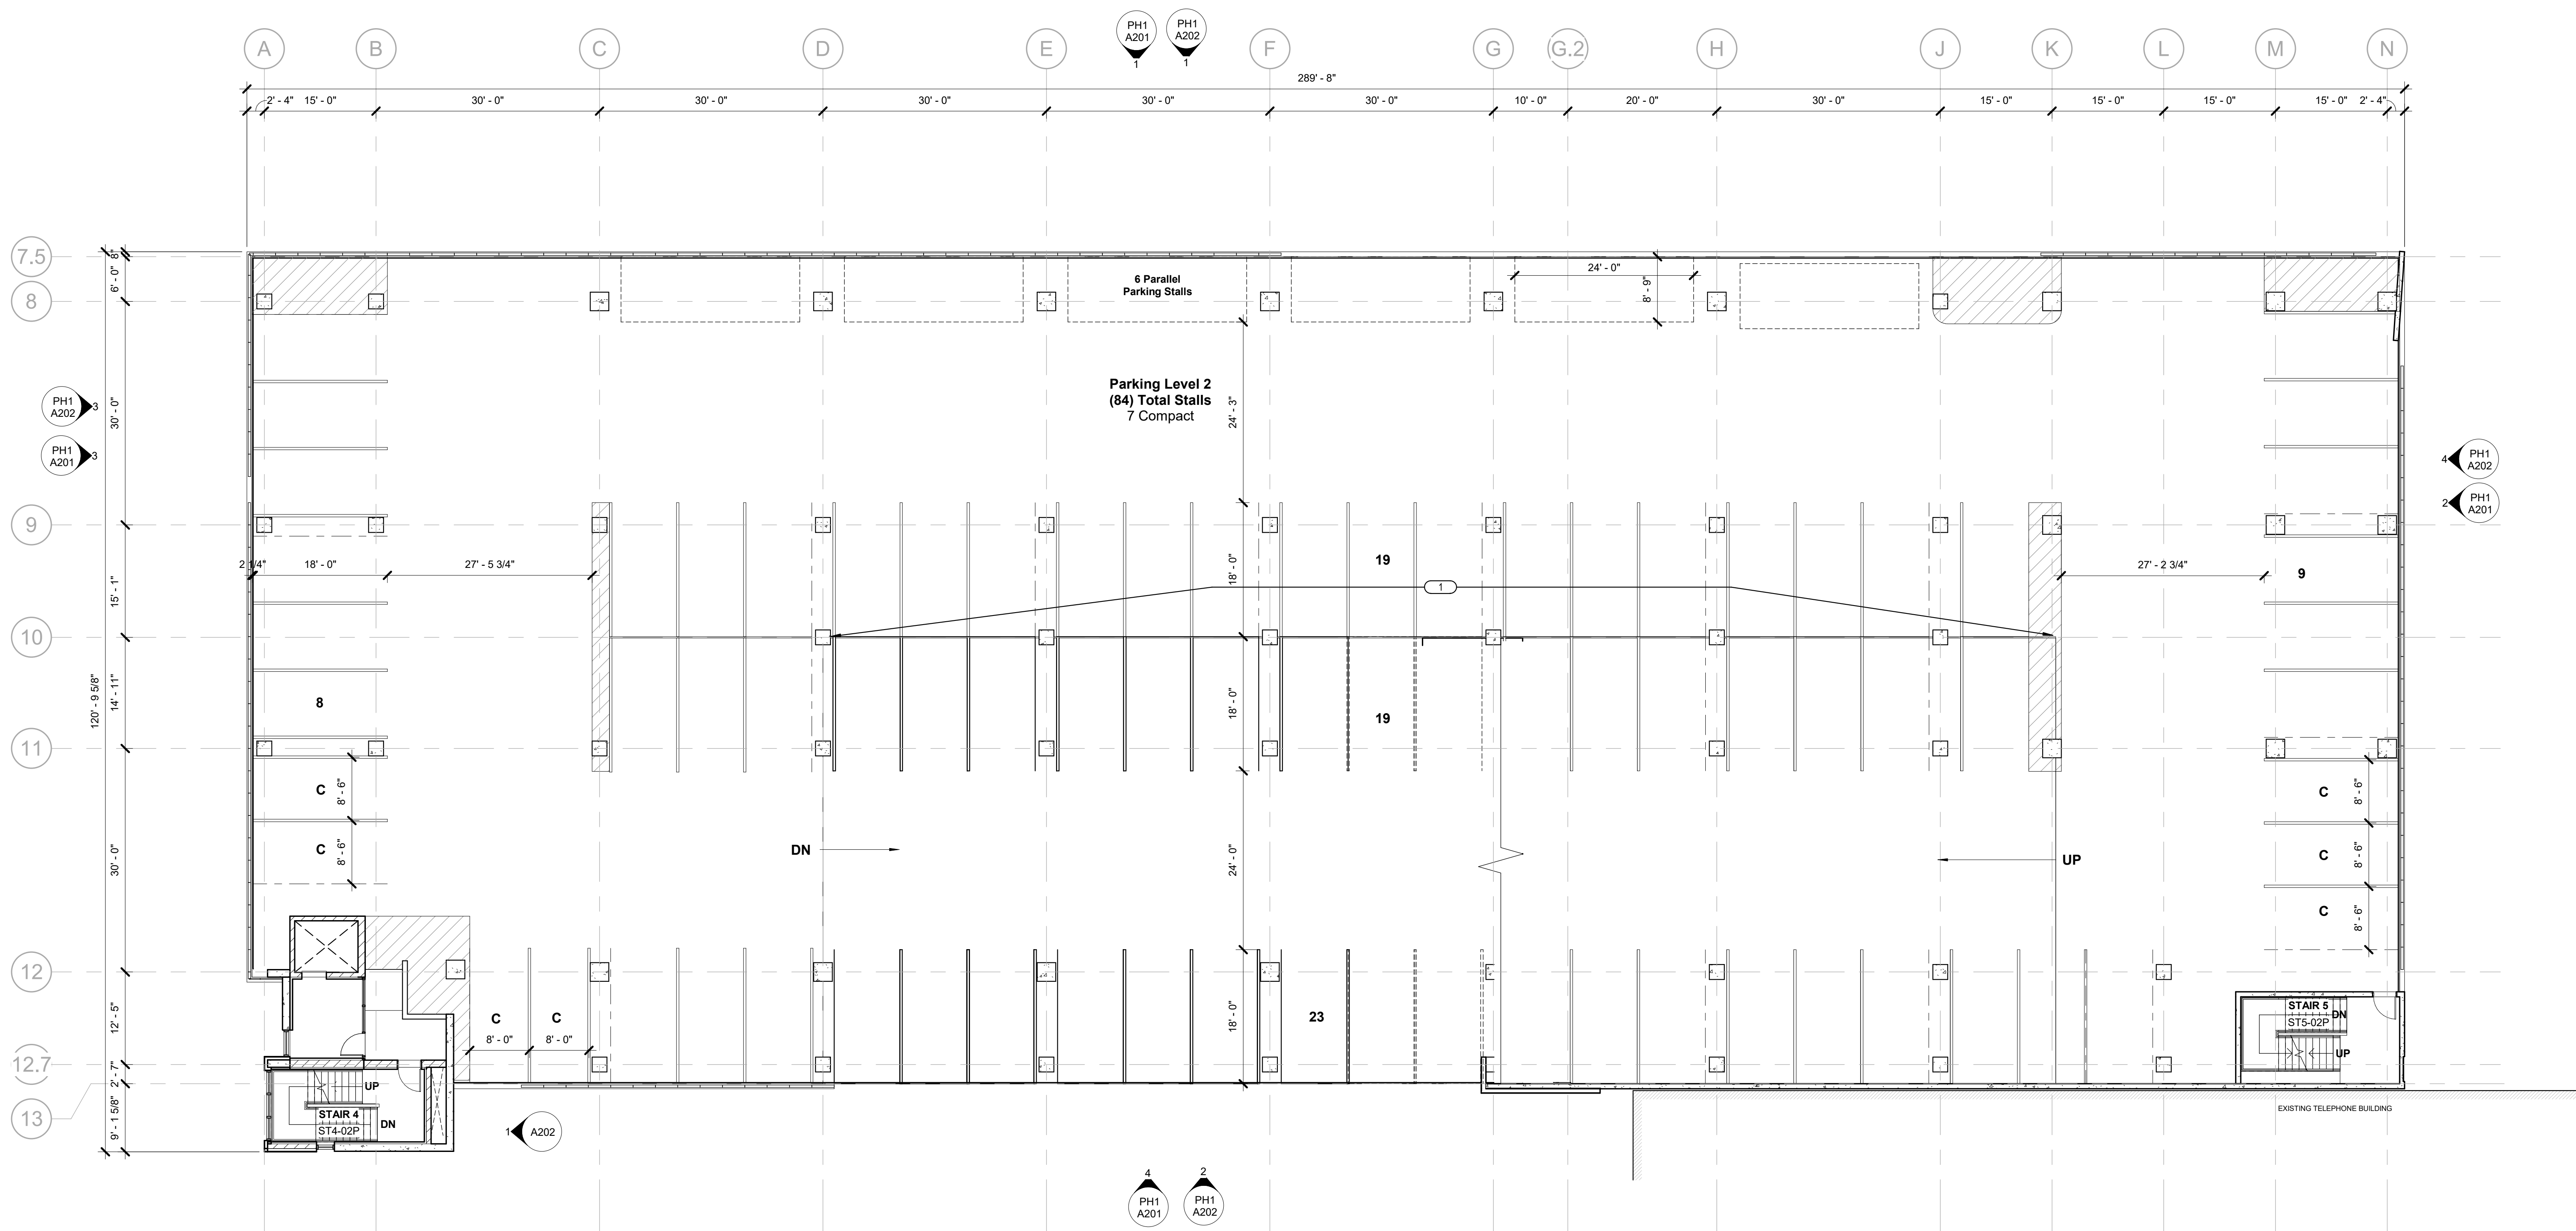 PH1
A201
1
PH1
A202
1
A
B
C
D
E
F
G
G.2
H
J
K
L
M
N
289' - 8"
2' - 4"
15' - 0"
30' - 0"
30' - 0"
30' - 0"
30' - 0"
30' - 0"
10' - 0"
20' - 0"
30' - 0"
15' - 0"
15' - 0"
15' - 0"
15' - 0"
2' - 4"
7.5
8
9
10
11
12
12.7
13
8"
6' - 0"
30' - 0"
15' - 1"
14' - 11"
30' - 0"
12' - 5"
2' - 7"
9' - 1 5/8"
120' - 9 5/8"
6 Parallel
Parking Stalls
24' - 0"
8' - 9"
Parking Level 2
(84) Total Stalls
7 Compact
24' - 3"
PH1
A202
3
PH1
A201
3
4
PH1
A202
2
PH1
A201
2 1/4"
18' - 0"
27' - 5 3/4"
18' - 0"
19
1
27' - 2 3/4"
9
8
18' - 0"
19
C
8' - 6"
C
8' - 6"
C
8' - 6"
C
8' - 6"
C
8' - 6"
DN
24' - 0"
UP
C
8' - 0"
C
8' - 0"
18' - 0"
23
STAIR 5
ST5-02P
DN
UP
UP
STAIR 4
ST4-02P
DN
EXISTING TELEPHONE BUILDING
1
A202
4
PH1
A201
2
PH1
A202